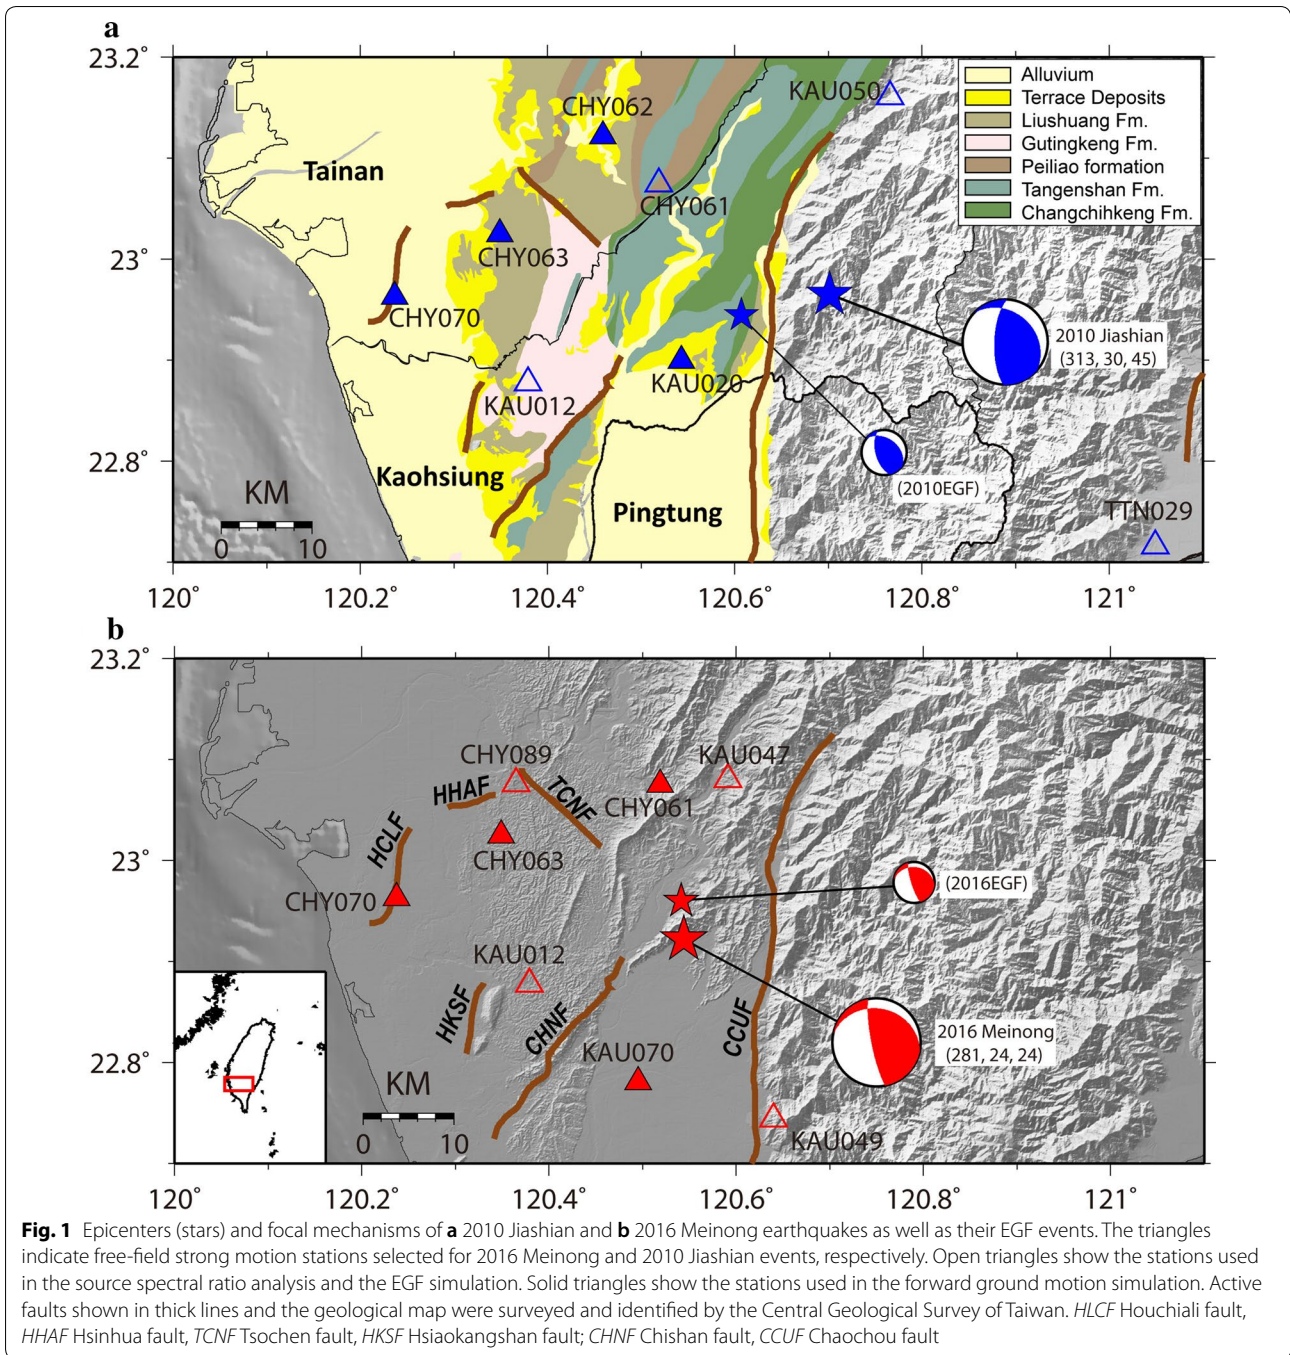 a
23.2°
23°
22.8°
Alluvium
Terrace Deposits
Liushuang Fm.
Gutingkeng Fm.
Peiliao formation
Tangenshan Fm.
Changchihkeng Fm.
KAU050
CHY062
Tainan
CHY061
CHY063
CHY070
2010 Jiashian
(313, 30, 45)
KAU020
KAU012
Kaohsiung
(2010EGF)
KM
0 10
Pingtung
TTN029
120° 120.2° 120.4° 120.6° 120.8° 121°
b
23.2°
23°
22.8°
CHY089
KAU047
HHAF
TCNF
CHY061
HCLF
CHY063
(2016EGF)
CHY070
KAU012
HKSF
CHNF
CCUF
2016 Meinong
(281, 24, 24)
KAU070
KM
0 10
KAU049
120° 120.2° 120.4° 120.6° 120.8° 121°
Fig. 1 Epicenters (stars) and focal mechanisms of a 2010 Jiashian and b 2016 Meinong earthquakes as well as their EGF events. The triangles
indicate free-field strong motion stations selected for 2016 Meinong and 2010 Jiashian events, respectively. Open triangles show the stations used
in the source spectral ratio analysis and the EGF simulation. Solid triangles show the stations used in the forward ground motion simulation. Active
faults shown in thick lines and the geological map were surveyed and identified by the Central Geological Survey of Taiwan. HLCF Houchiali fault,
HHAF Hsinhua fault, TCNF Tsochen fault, HKSF Hsiaokangshan fault; CHNF Chishan fault, CCUF Chaochou fault